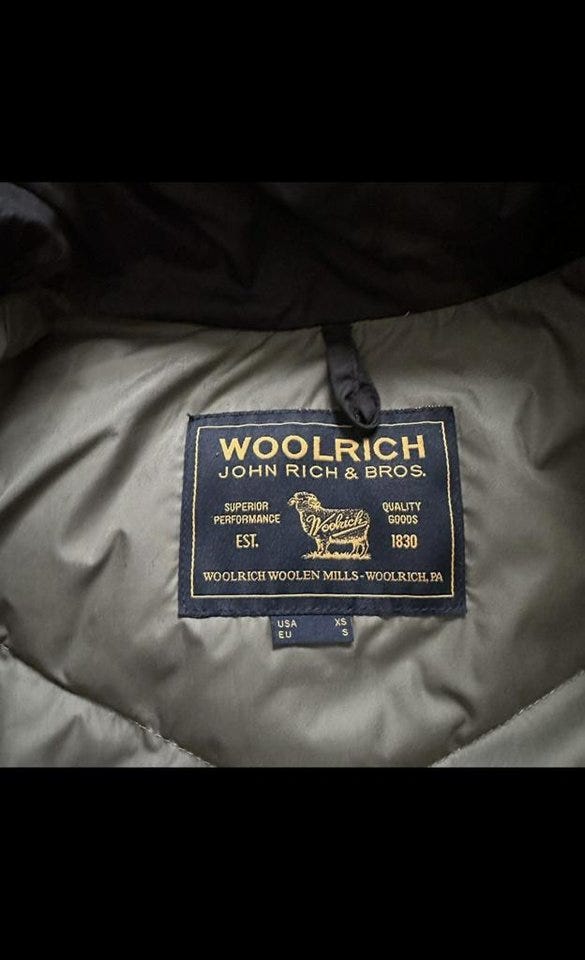 WOOLRICH
JOHN RICH & BROS.
SUPERIOR PERFORMANCE
EST.
Woolrich
QUALITY GOODS
1830
WOOLRICH WOOLEN MILLS-WOOLRICH, PA
USA XS
EU S